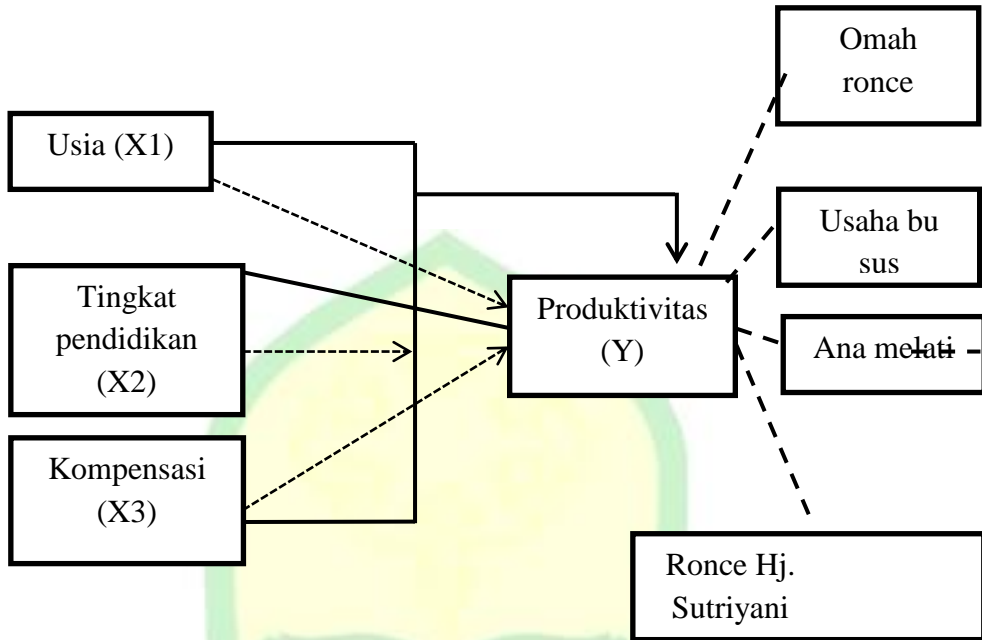 Omah
ronce
Usia (X1)
Usaha bu
sus
Tingkat
pendidikan
(X2)
Produktivitas
(Y)
Ana melati
Kompensasi
(X3)
Ronce Hj.
Sutriyani